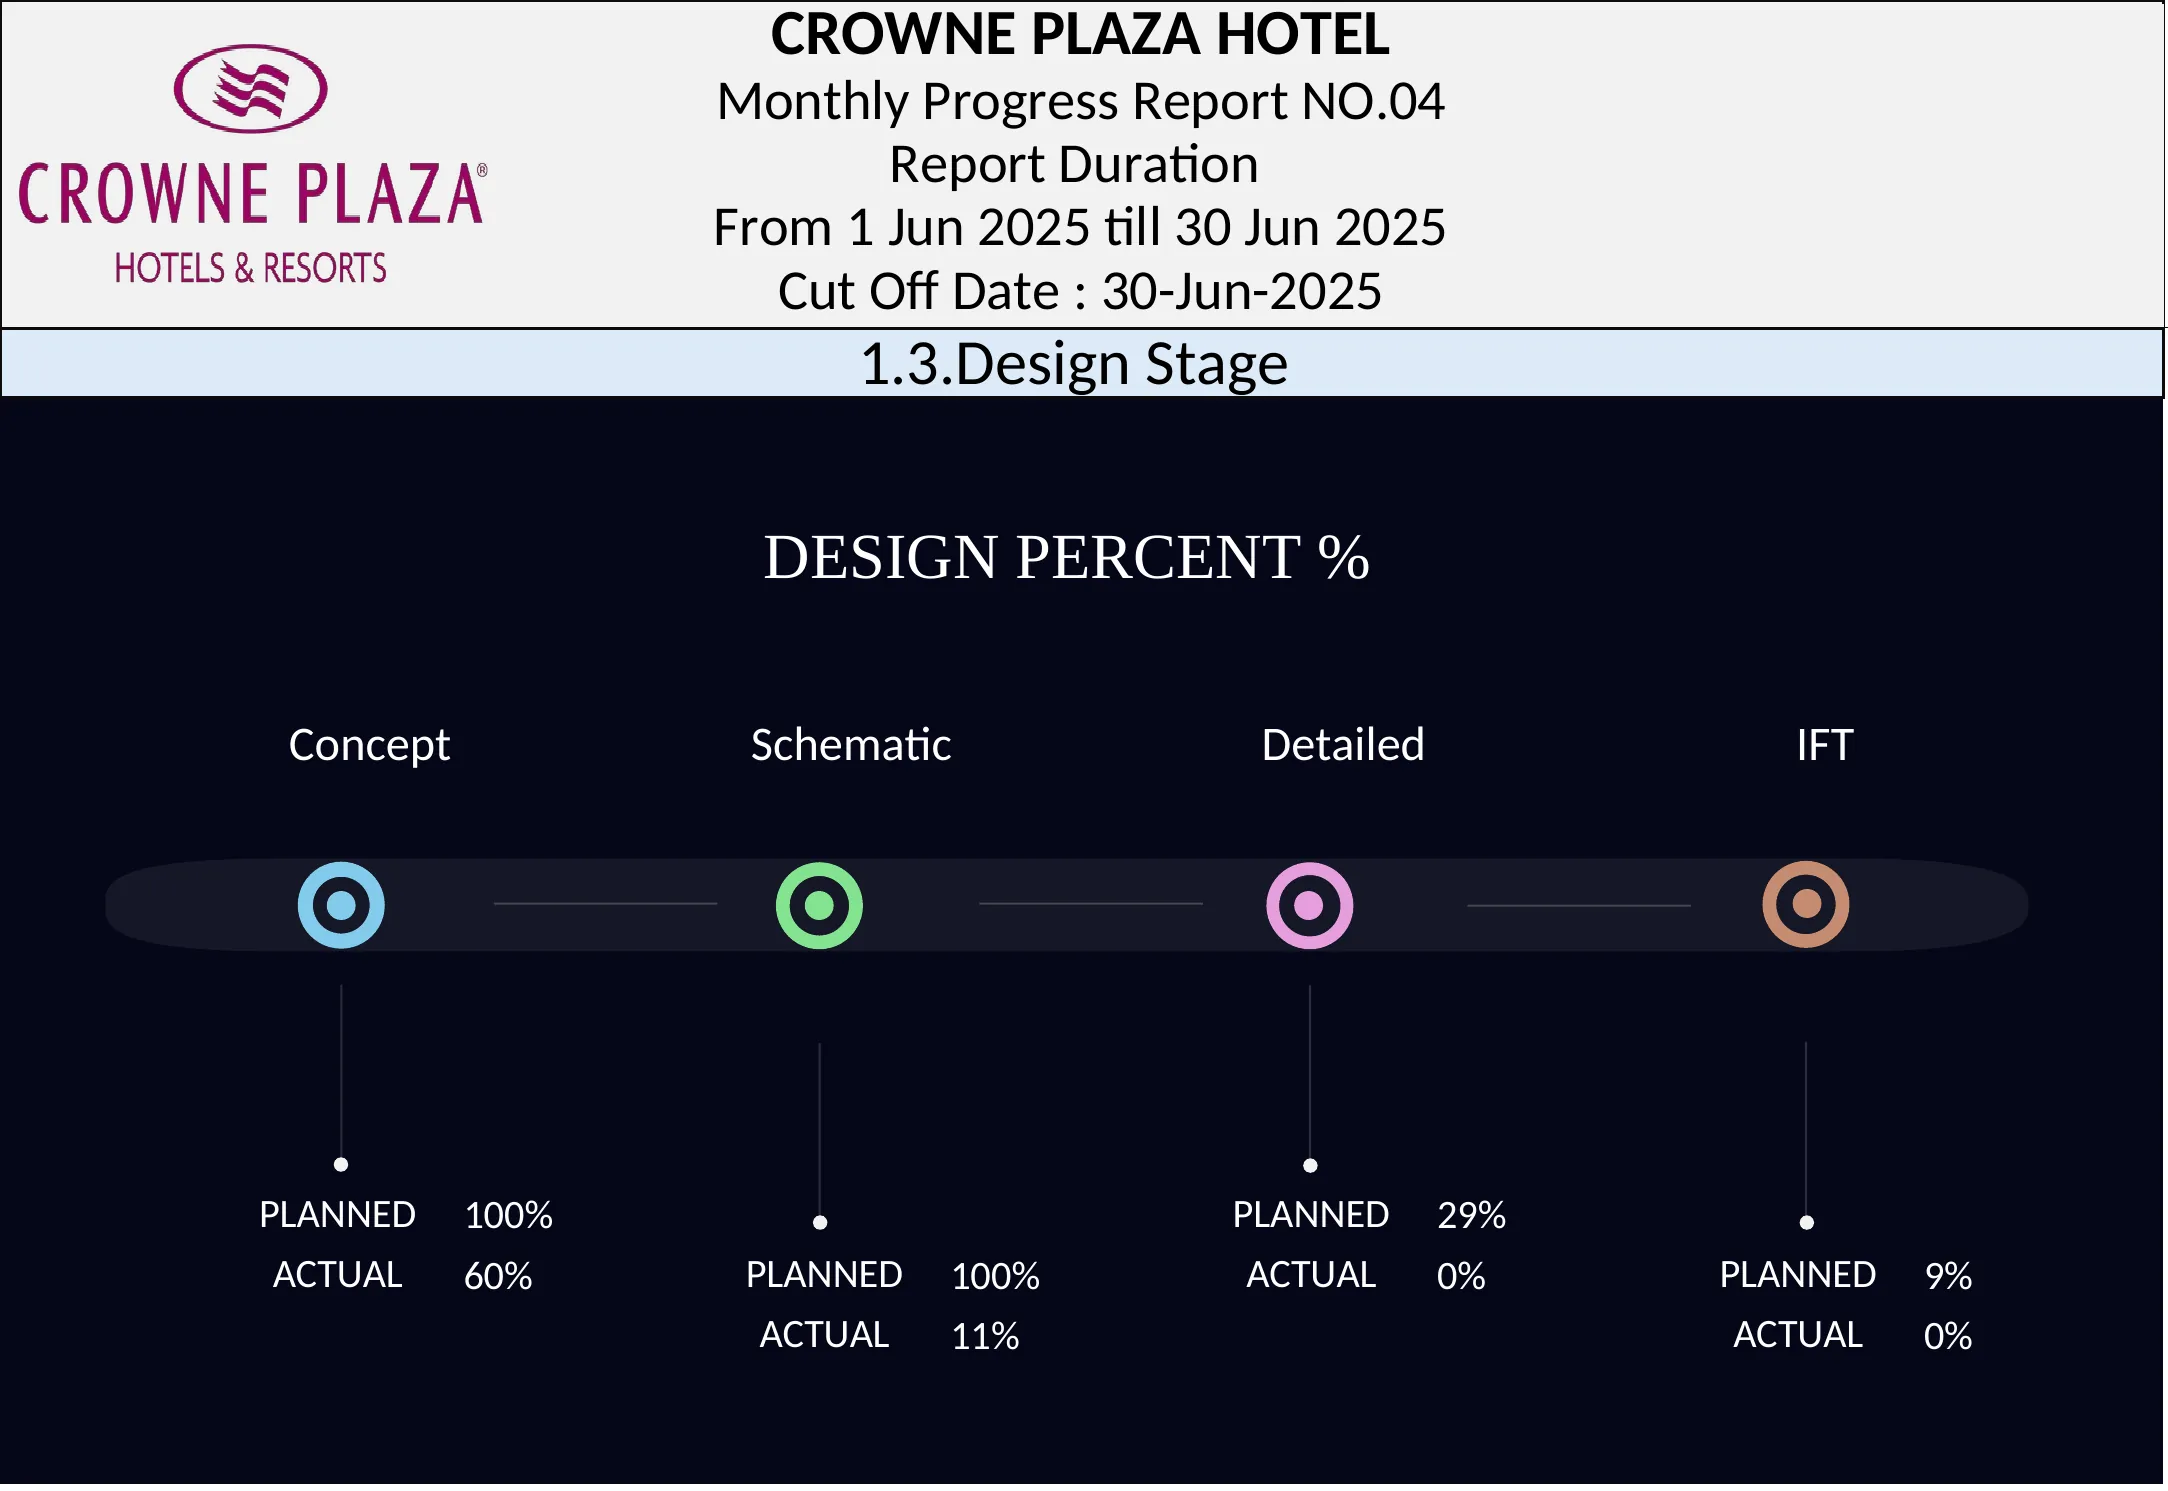 CROWNE PLAZA®
HOTELS & RESORTS
CROWNE PLAZA HOTEL
Monthly Progress Report NO.04
Report Duration
From 1 Jun 2025 till 30 Jun 2025
Cut Off Date : 30-Jun-2025
1.3.Design Stage
DESIGN PERCENT %
Concept
Schematic
Detailed
IFT
PLANNED 100%
ACTUAL 60%
PLANNED 100%
ACTUAL 11%
PLANNED 29%
ACTUAL 0%
PLANNED 9%
ACTUAL 0%